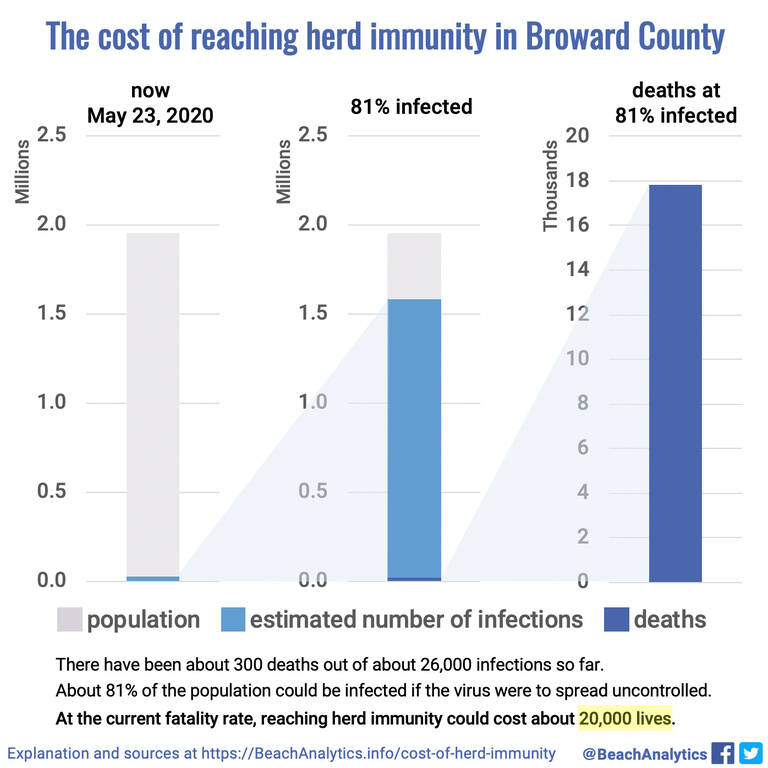 The cost of reaching herd immunity in Broward County
now
May 23, 2020
81% infected
deaths at
81% infected
Millions
2.5
2.0
1.5
1.0
0.5
0.0
Millions
2.5
2.0
1.5
1.0
0.5
0.0
Thousands
20
18
16
14
12
10
8
6
4
2
0
population
estimated number of infections
deaths
There have been about 300 deaths out of about 26,000 infections so far.
About 81% of the population could be infected if the virus were to spread uncontrolled.
At the current fatality rate, reaching herd immunity could cost about 20,000 lives.
Explanation and sources at https://BeachAnalytics.info/cost-of-herd-immunity
@BeachAnalytics